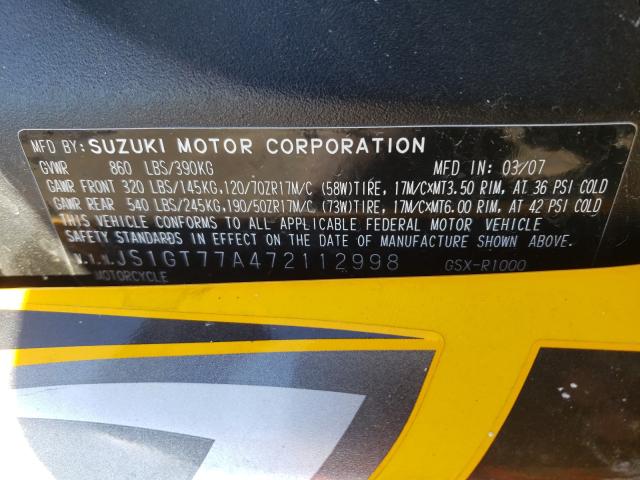 MFD BY: SUZUKI MOTOR CORPORATION
GVWR 860 LBS/390KG MFD IN: 03/07
GAWR FRONT 320 LBS/145KG,120/70ZR17M/C (58W)TIRE, 17M/C×MT3.50 RIM, AT 36 PSI COLD
GAWR REAR 540 LBS/245KG,190/50ZR17M/C (73W)TIRE, 17M/C×MT6.00 RIM, AT 42 PSI COLD
THIS VEHICLE CONFORMS TO ALL APPLICABLE FEDERAL MOTOR VEHICLE
SAFETY STANDARDS IN EFFECT ON THE DATE OF MANUFACTURE SHOWN ABOVE.
V.I.N. JS1GT77A472112998 GSX-R1000
MOTORCYCLE